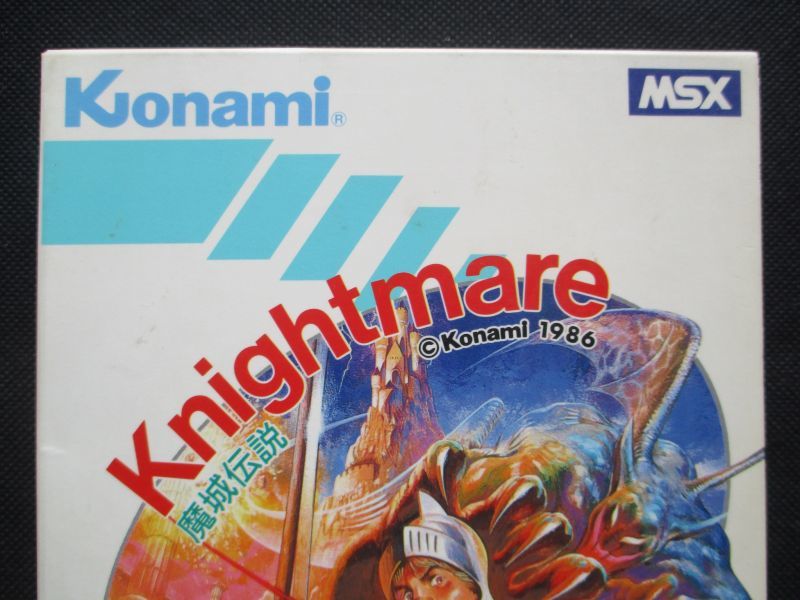 Konami®
MSX
Knightmare
©Konami 1986
魔城伝説